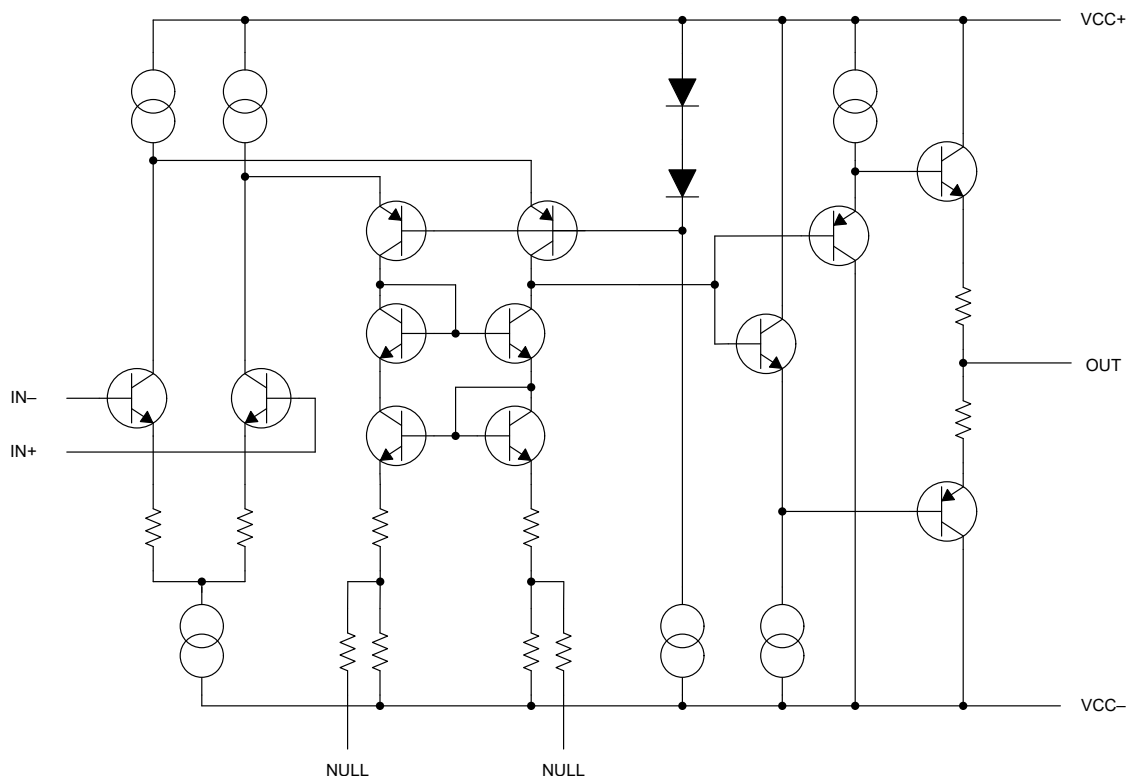 VCC+
IN–
IN+
OUT
VCC–
NULL
NULL